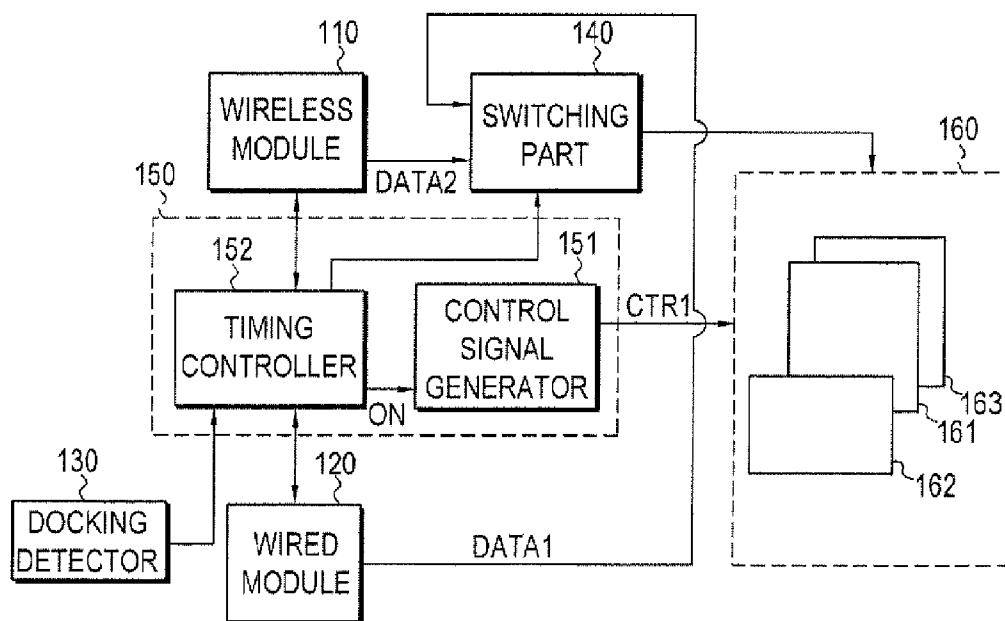 110
WIRELESS
MODULE
140
SWITCHING
PART
DATA2
150
160
152
TIMING
CONTROLLER
151
CONTROL
SIGNAL
GENERATOR
ON
CTR1
163
161
162
130
DOCKING
DETECTOR
120
WIRED
MODULE
DATA1